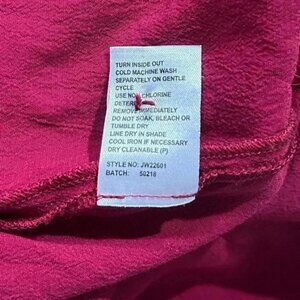 TURN INSIDE OUT
COLD MACHINE WASH
SEPARATELY ON GENTLE
CYCLE
USE NON CHLORINE
REMOVE IMMEDIATELY
DO NOT SOAK, BLEACH OR
TUMBLE DRY
LINE DRY IN SHADE
COOL IRON IF NECESSARY
DRY CLEANABLE (P)
STYLE NO: JW22601
BATCH: 50218